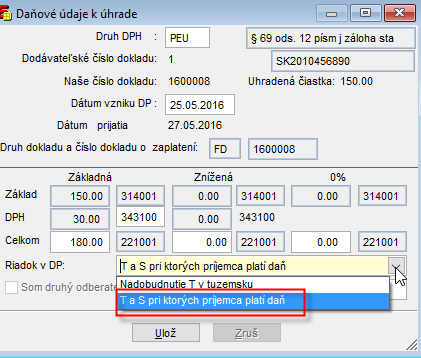 Daňové údaje k úhrade
Druh DPH : PEU § 69 ods. 12 písm j záloha sta
Dodávateľské číslo dokladu: 1 SK2010456890
Naše číslo dokladu: 1600008 Uhradená čiastka: 150.00
Dátum vzniku DP : 25.05.2016
Dátum prijatia 27.05.2016
Druh dokladu a číslo dokladu o zaplatení: FD 1600008
Základná Znížená 0%
Základ 150.00 314001 0.00 314001 0.00 314001
DPH 30.00 343100 0.00 343100
Celkom 180.00 221001 0.00 221001 0.00 221001
Riadok v DP: T a S pri ktorých príjemca platí daň
Nadobudnutie T v tuzemsku
Som druhý odberate
T a S pri ktorých príjemca platí daň
Ulož Zruš